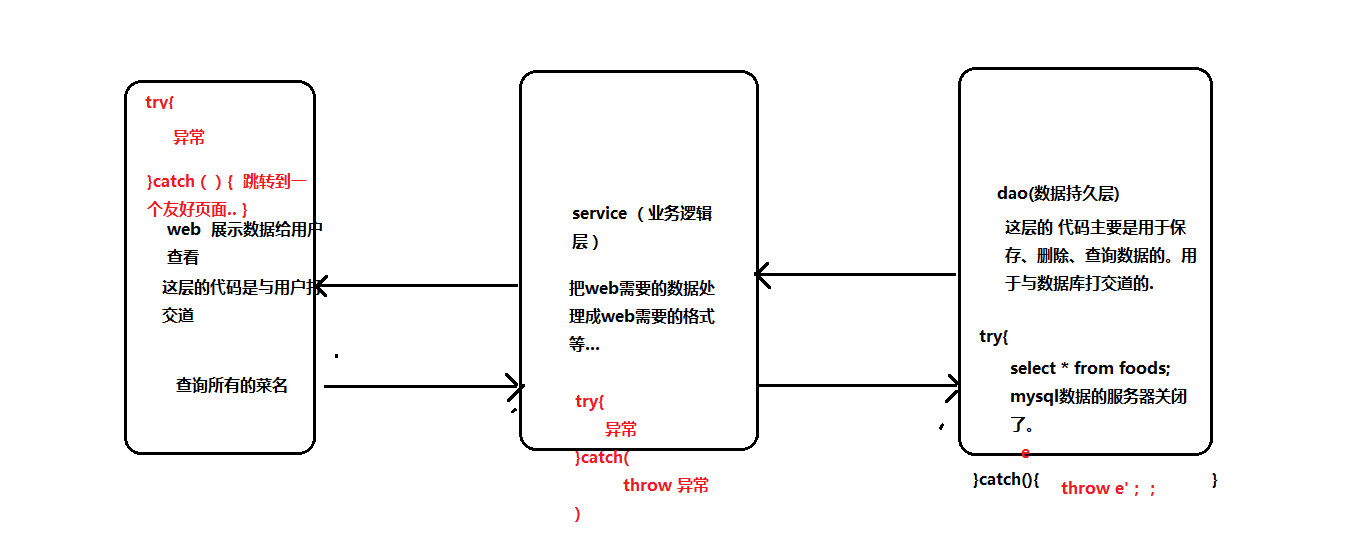 try{
异常
}catch ( ) {  跳转到一
个友好页面.. }
web  展示数据给用户
查看
这层的代码是与用户打
交道
查询所有的菜名
service （ 业务逻辑
层 ）
把web需要的数据处
理成web需要的格式
等...
try{
异常
}catch(
throw 异常
)
dao(数据持久层)
这层的 代码主要是用于保
存、删除、查询数据的。用
于与数据库打交道的.
try{
select * from foods;
mysql数据的服务器关闭
了。
e
}catch(){ throw e' ; ; }